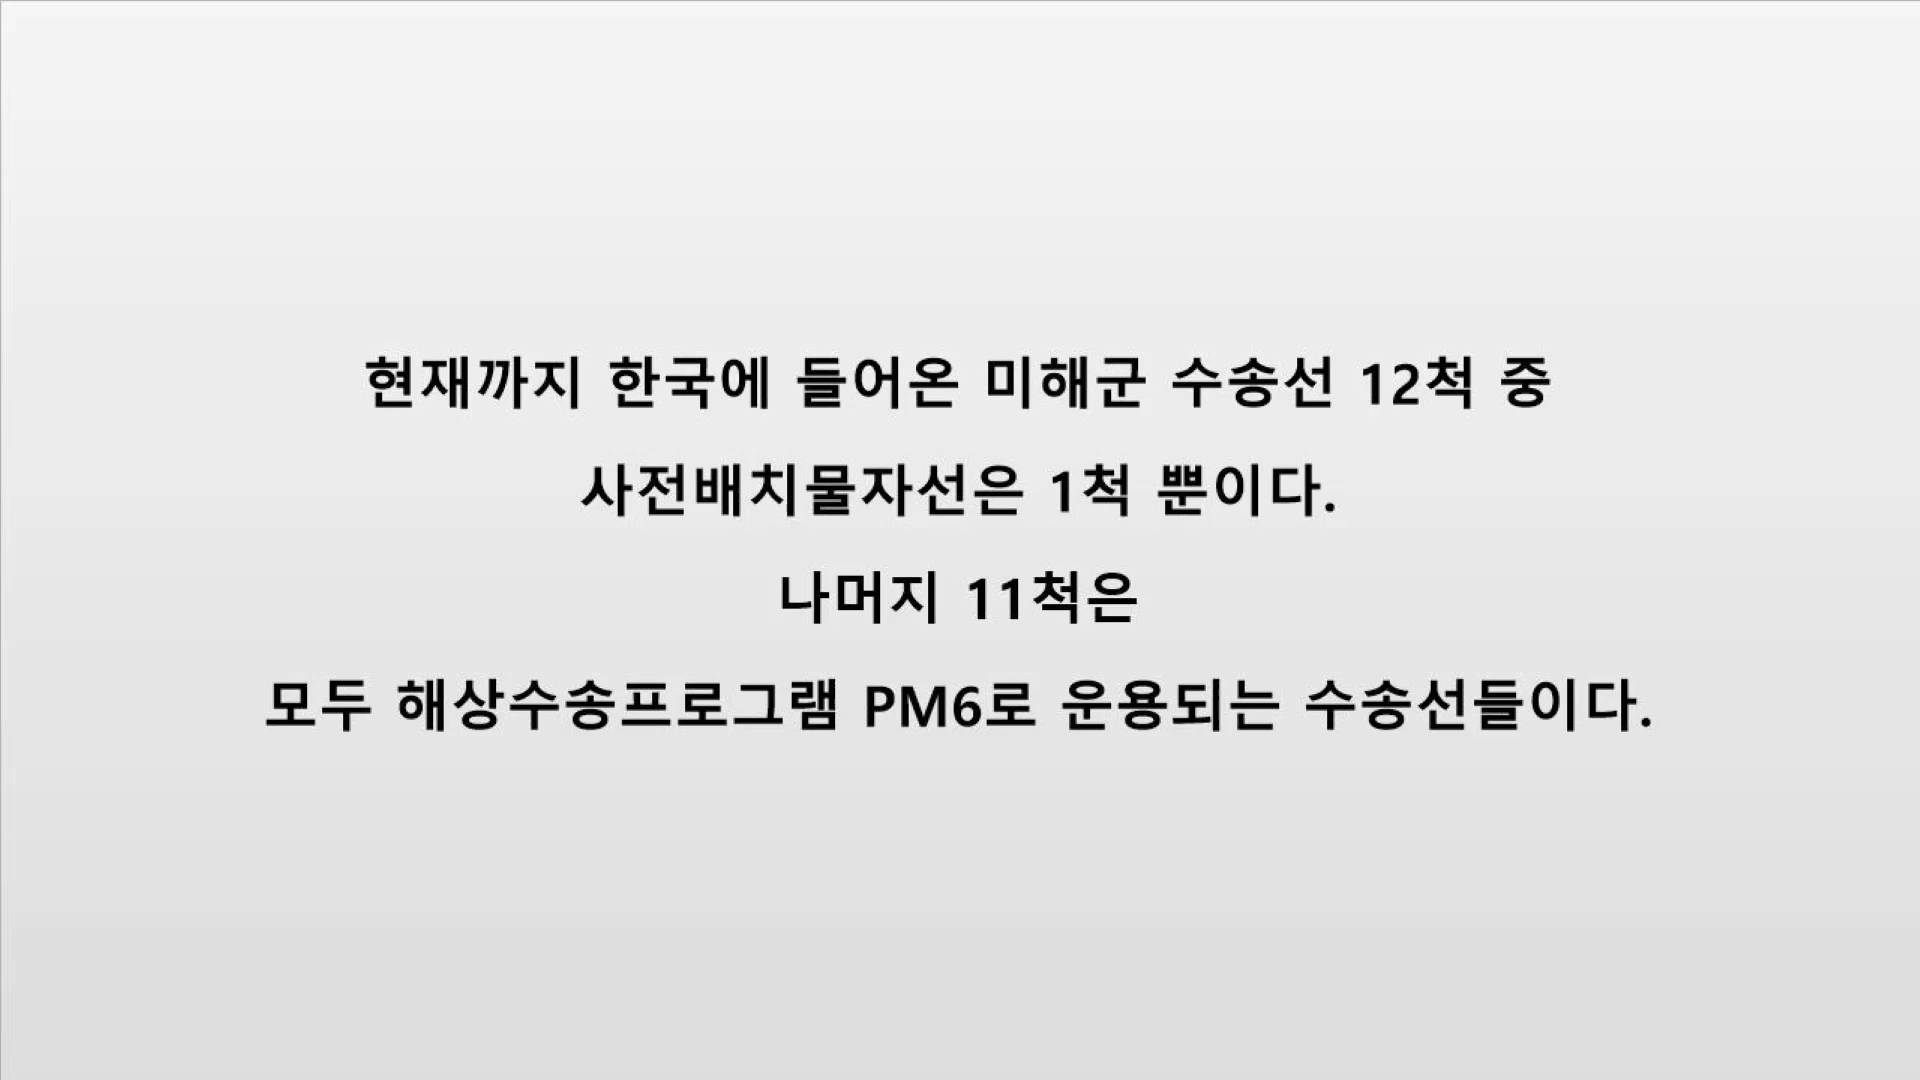 현재까지 한국에 들어온 미해군 수송선 12척 중
사전배치물자선은 1척 뿐이다.
나머지 11척은
모두 해상수송프로그램 PM6로 운용되는 수송선들이다.